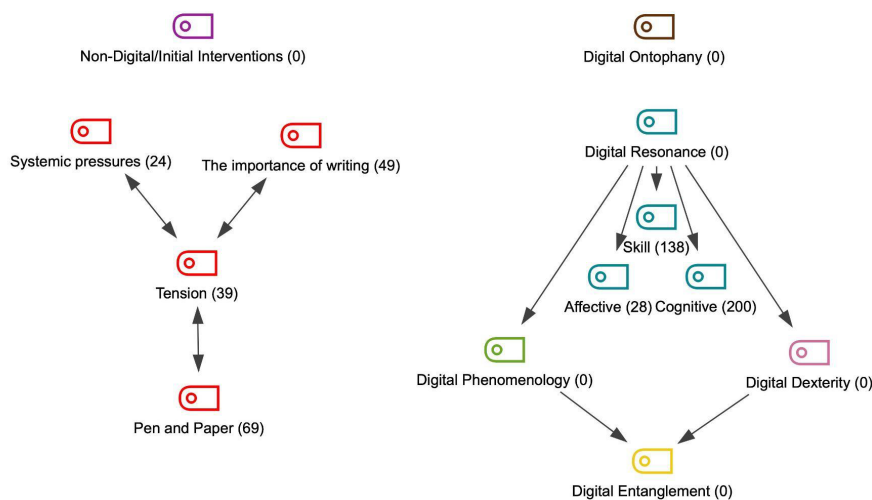 Non-Digital/Initial Interventions (0)
Digital Ontophany (0)
Systemic pressures (24)
The importance of writing (49)
Digital Resonance (0)
Skill (138)
Tension (39)
Affective (28)
Cognitive (200)
Digital Phenomenology (0)
Digital Dexterity (0)
Pen and Paper (69)
Digital Entanglement (0)